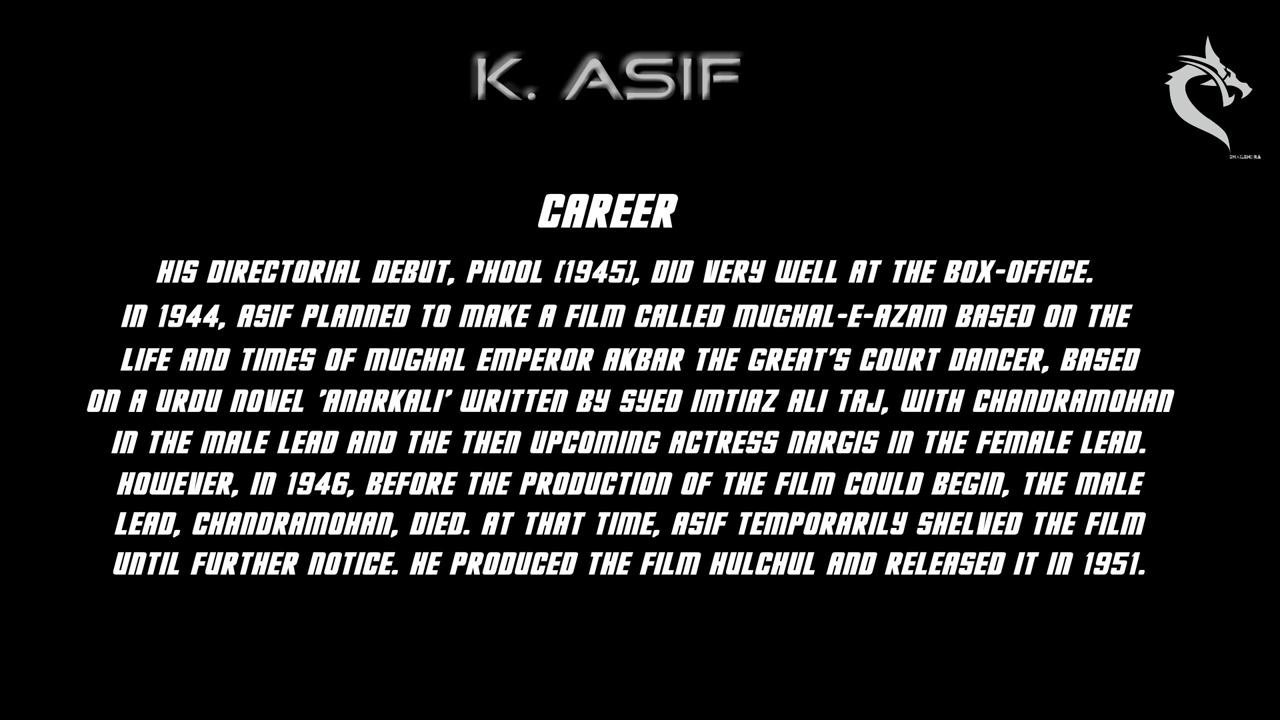 K. ASIF
CAREER
HIS DIRECTORIAL DEBUT, PHOOL (1945), DID VERY WELL AT THE BOX-OFFICE.
IN 1944, ASIF PLANNED TO MAKE A FILM CALLED MUGHAL-E-AZAM BASED ON THE
LIFE AND TIMES OF MUGHAL EMPEROR AKBAR THE GREAT'S COURT DANCER, BASED
ON A URDU NOVEL 'ANARKALI' WRITTEN BY SYED IMTIAZ ALI TAJ, WITH CHANDRAMOHAN
IN THE MALE LEAD AND THE THEN UPCOMING ACTRESS NARGIS IN THE FEMALE LEAD.
HOWEVER, IN 1946, BEFORE THE PRODUCTION OF THE FILM COULD BEGIN, THE MALE
LEAD, CHANDRAMOHAN, DIED. AT THAT TIME, ASIF TEMPORARILY SHELVED THE FILM
UNTIL FURTHER NOTICE. HE PRODUCED THE FILM HULCHUL AND RELEASED IT IN 1951.